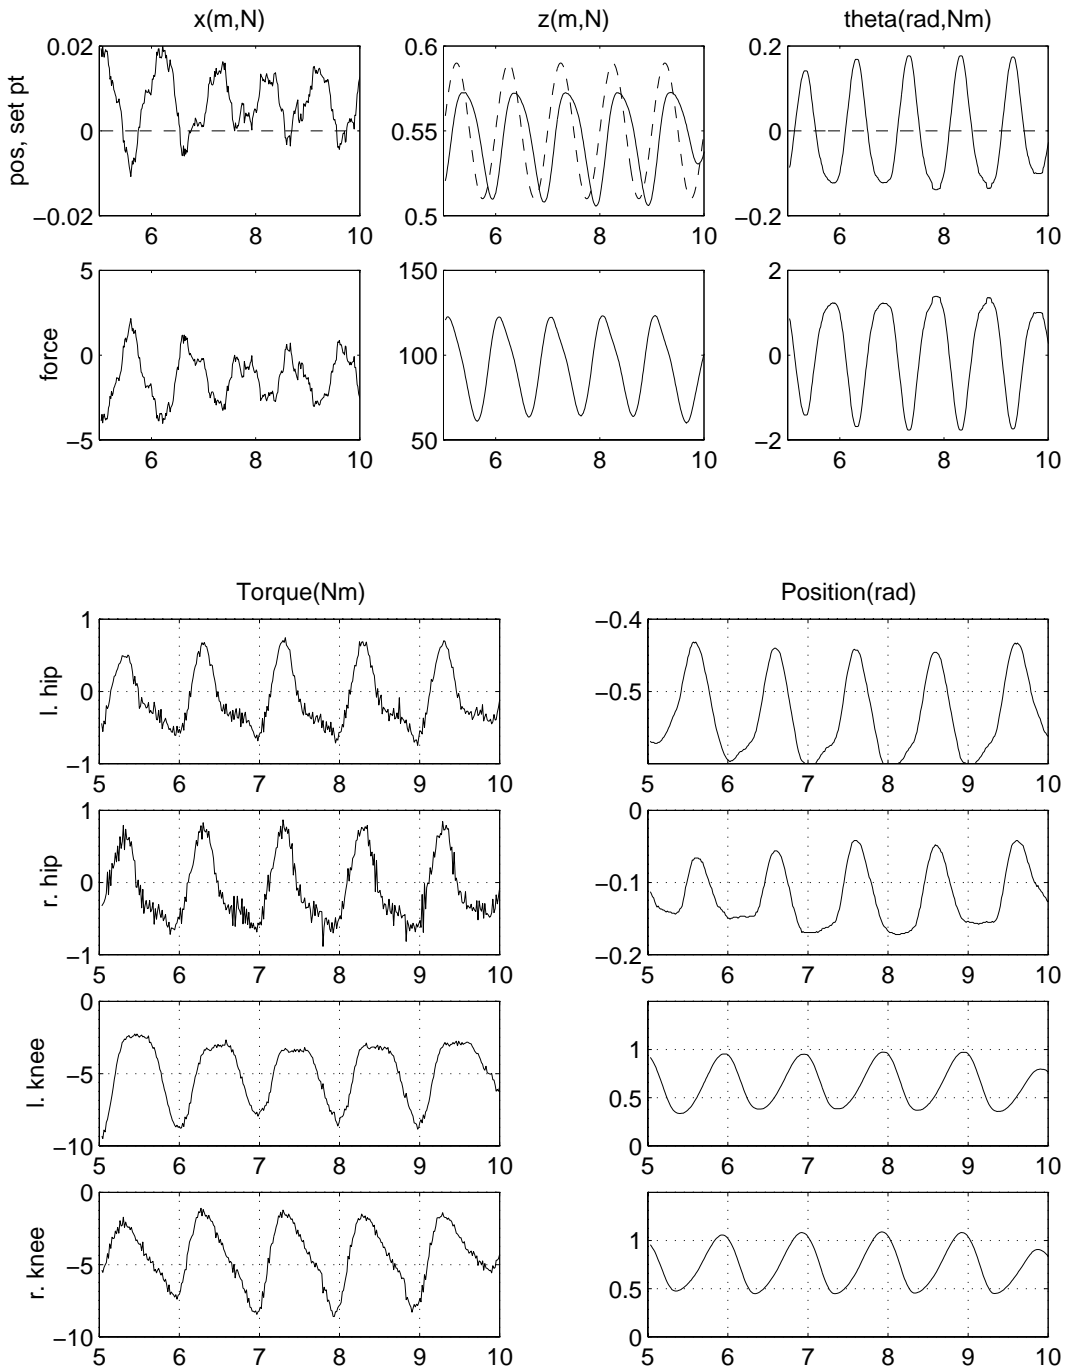 x(m,N) z(m,N) theta(rad,Nm)
pos, set pt
0.02 0.6 0.2
0 0.55 0
−0.02 0.5 −0.2
6 8 10 6 8 10 6 8 10
force
5 150 2
0 100 0
−5 50 −2
6 8 10 6 8 10 6 8 10
Torque(Nm) Position(rad)
l. hip
1 −0.4
0 −0.5
−1
5 6 7 8 9 10 5 6 7 8 9 10
r. hip
1 0
0 −0.1
−1 −0.2
5 6 7 8 9 10 5 6 7 8 9 10
l. knee
0 1
−5 0.5
−10 0
5 6 7 8 9 10 5 6 7 8 9 10
r. knee
0 1
−5 0.5
−10 0
5 6 7 8 9 10 5 6 7 8 9 10